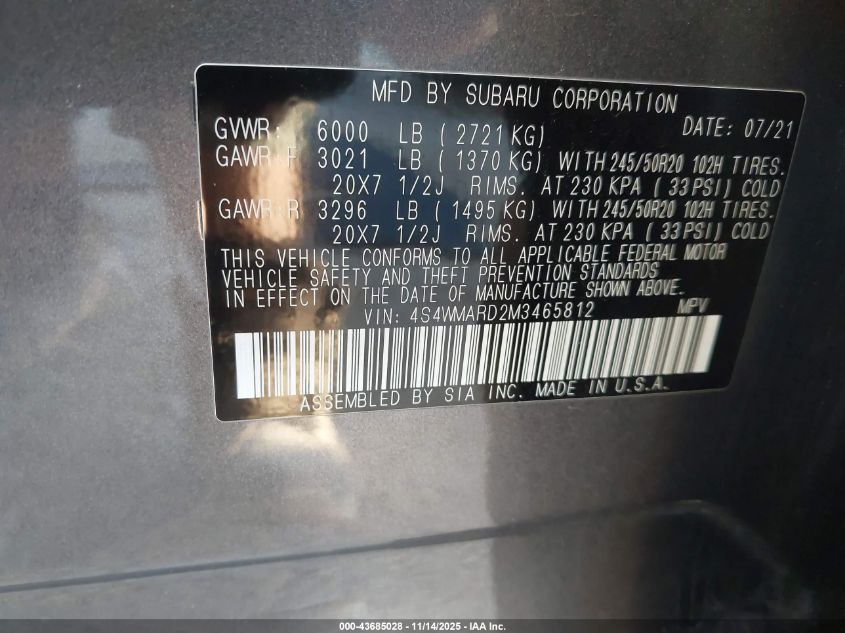 MFD BY SUBARU CORPORATION
GVWR: 6000 LB ( 2721 KG) DATE: 07/21
GAWR:F 3021 LB ( 1370 KG) WITH 245/50R20 102H TIRES.
20X7 1/2J RIMS. AT 230 KPA ( 33 PSI) COLD
GAWR:R 3296 LB ( 1495 KG) WITH 245/50R20 102H TIRES.
20X7 1/2J RIMS. AT 230 KPA ( 33 PSI) COLD
THIS VEHICLE CONFORMS TO ALL APPLICABLE FEDERAL MOTOR
VEHICLE SAFETY AND THEFT PREVENTION STANDARDS
IN EFFECT ON THE DATE OF MANUFACTURE SHOWN ABOVE.
VIN: 4S4WMARD2M3465812 MPV
ASSEMBLED BY SIA INC. MADE IN U.S.A.
000-43685028 - 11/14/2025 - IAA Inc.